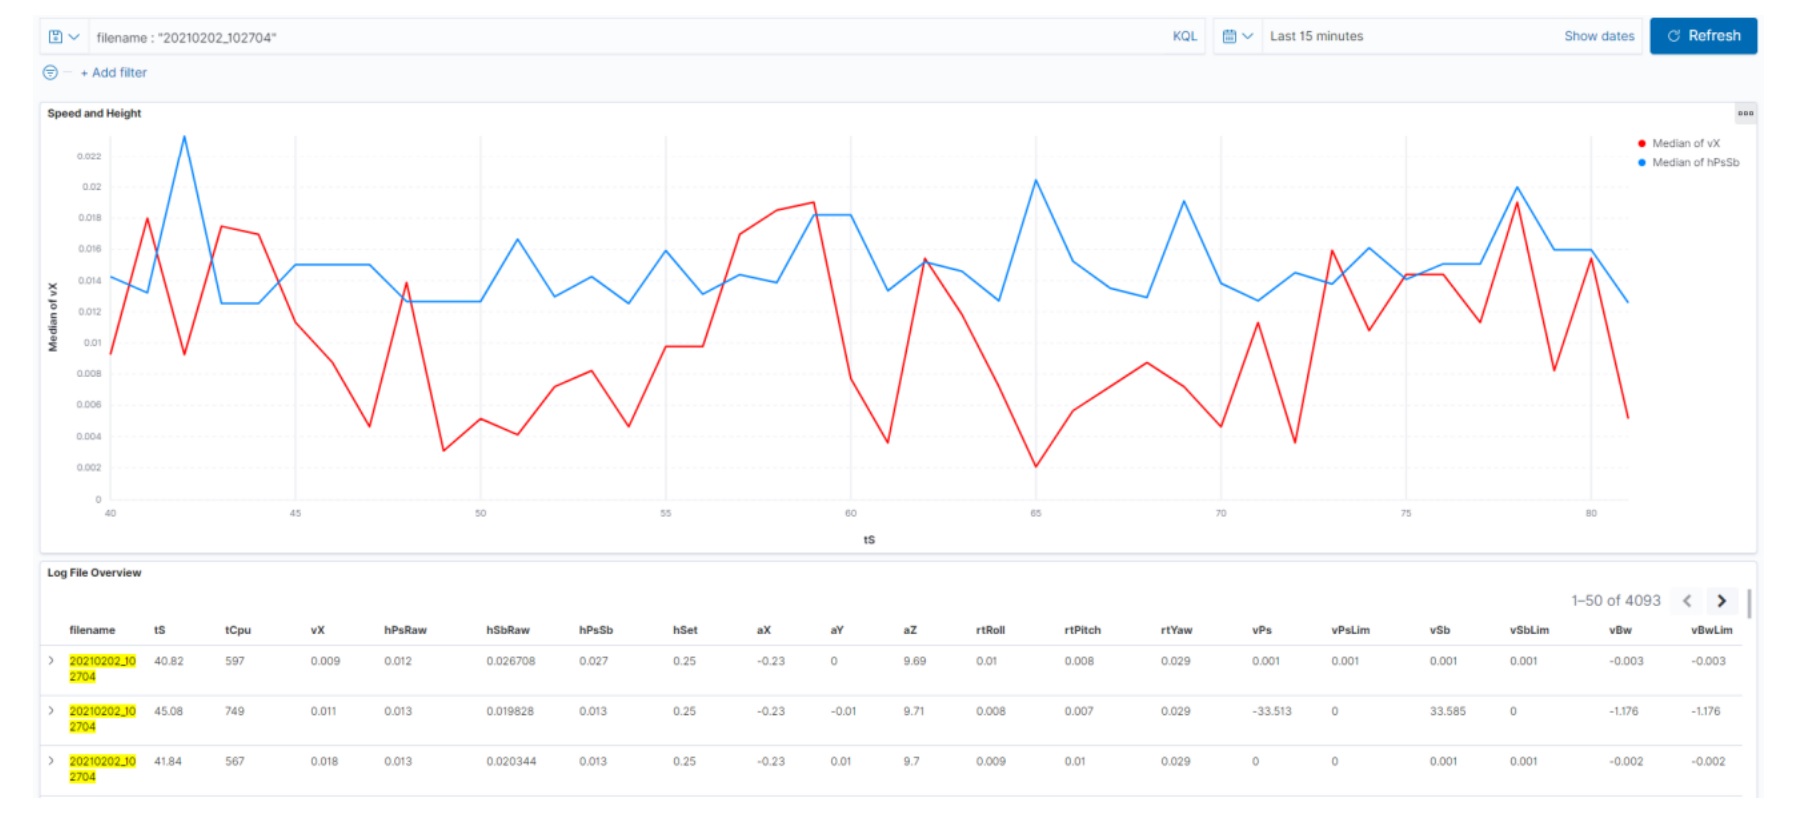 filename : "20210202_102704" KQL Last 15 minutes Show dates Refresh
+ Add filter
Speed and Height
Median of vX
Median of hPsSb
Median of vX
0.022
0.02
0.018
0.016
0.014
0.012
0.01
0.008
0.006
0.004
0.002
0
40 45 50 55 60 65 70 75 80
tS
Log File Overview
1–50 of 4093
filename tS tCpu vX hPsRaw hSbRaw hPsSb hSet aX aY aZ rtRoll rtPitch rtYaw vPs vPsLim vSb vSbLim vBw vBwLim
20210202_10 40.82 597 0.009 0.012 0.026708 0.027 0.25 -0.23 0 9.69 0.01 0.008 0.029 0.001 0.001 0.001 0.001 -0.003 -0.003
2704
20210202_10 45.08 749 0.011 0.013 0.019828 0.013 0.25 -0.23 -0.01 9.71 0.008 0.007 0.029 -33.513 0 33.585 0 -1.176 -1.176
2704
20210202_10 41.84 567 0.018 0.013 0.020344 0.013 0.25 -0.23 0.01 9.7 0.009 0.01 0.029 0 0 0.001 0.001 -0.002 -0.002
2704